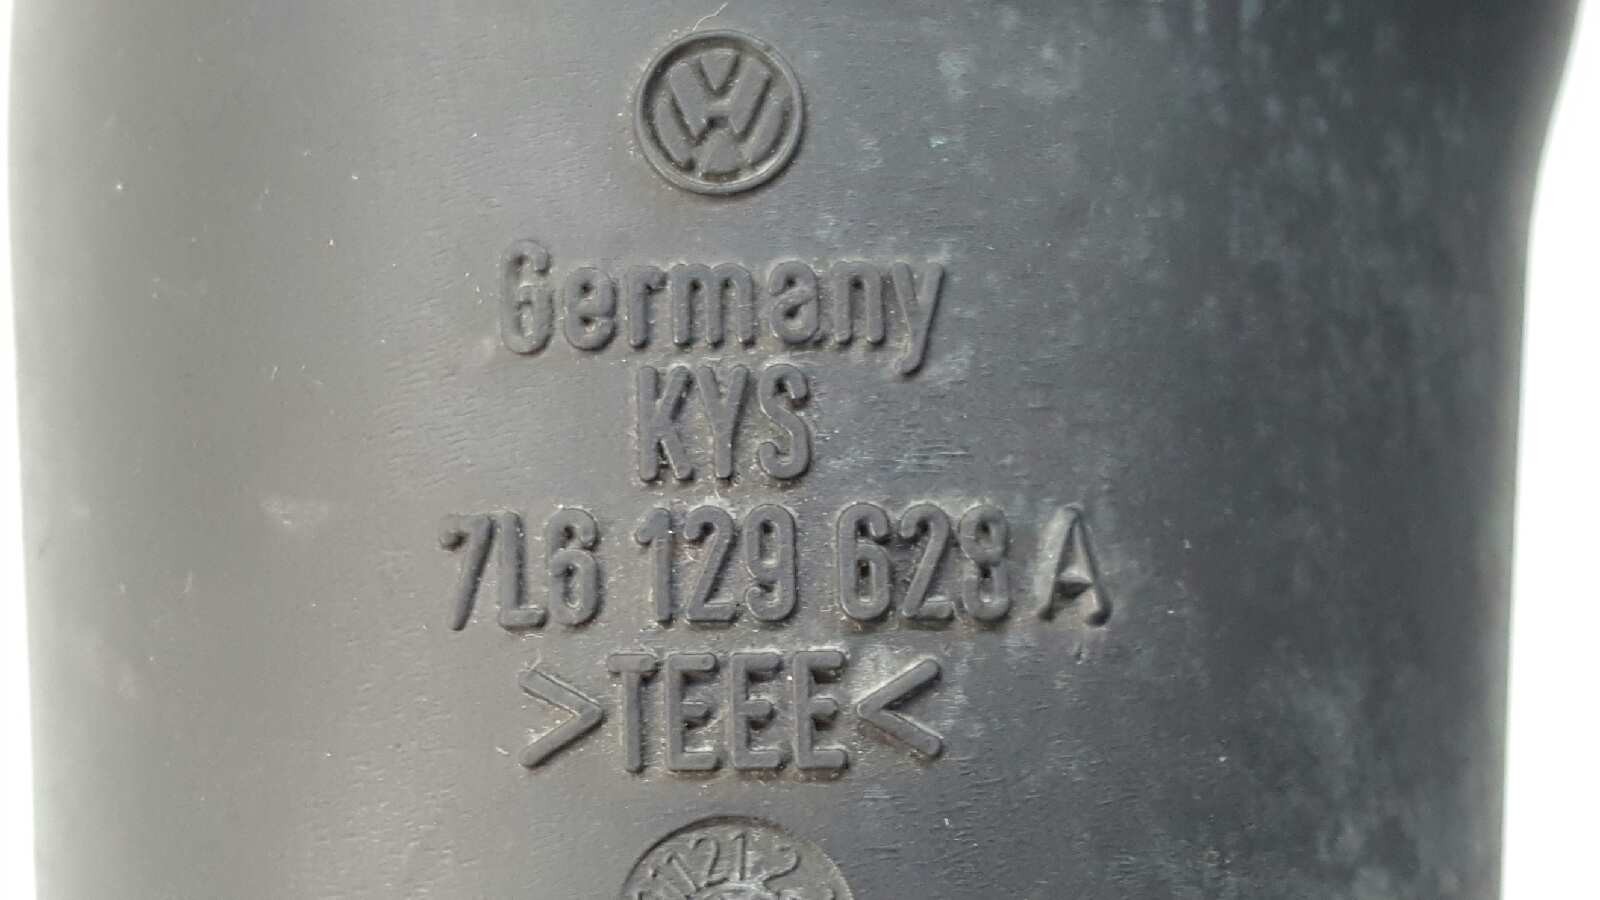 Germany
KYS
7L6 129 628 A
>TEEE<